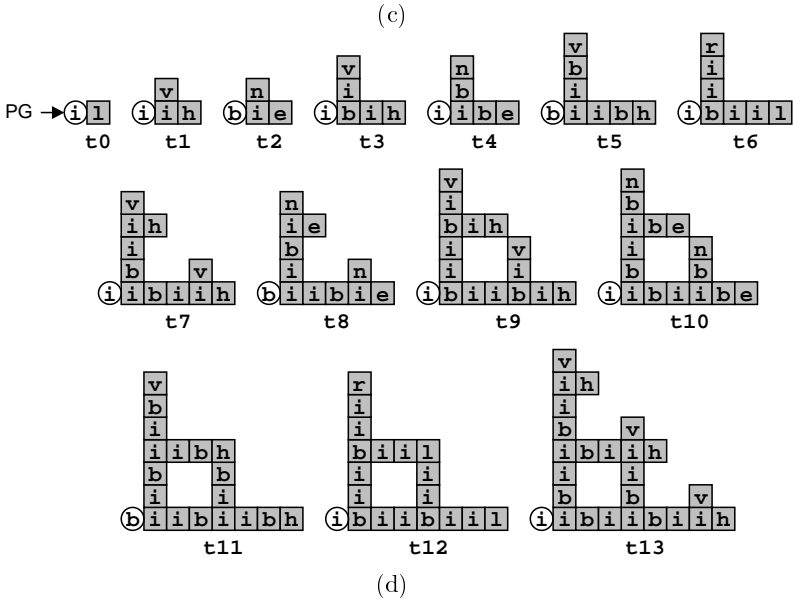 (c)
v r
v n b i
v n i b i i
PG i l i i h b i e i b i h i i b e b i i b h i b i i l
t0 t1 t2 t3 t4 t5 t6
v n
v n i b
i h i e b i h i b e
i b i v i n
b v i n i i b b
i i b i i h b i i b i e i b i i b i h i i b i i b e
t7 t8 t9 t10
v
v r i h
b i i
i i b v
i i b h b i i l i b i i h
b b i i i i
i i i i b b v
b i i b i i b h i b i i b i i l i i b i i b i i h
t11 t12 t13
(d)